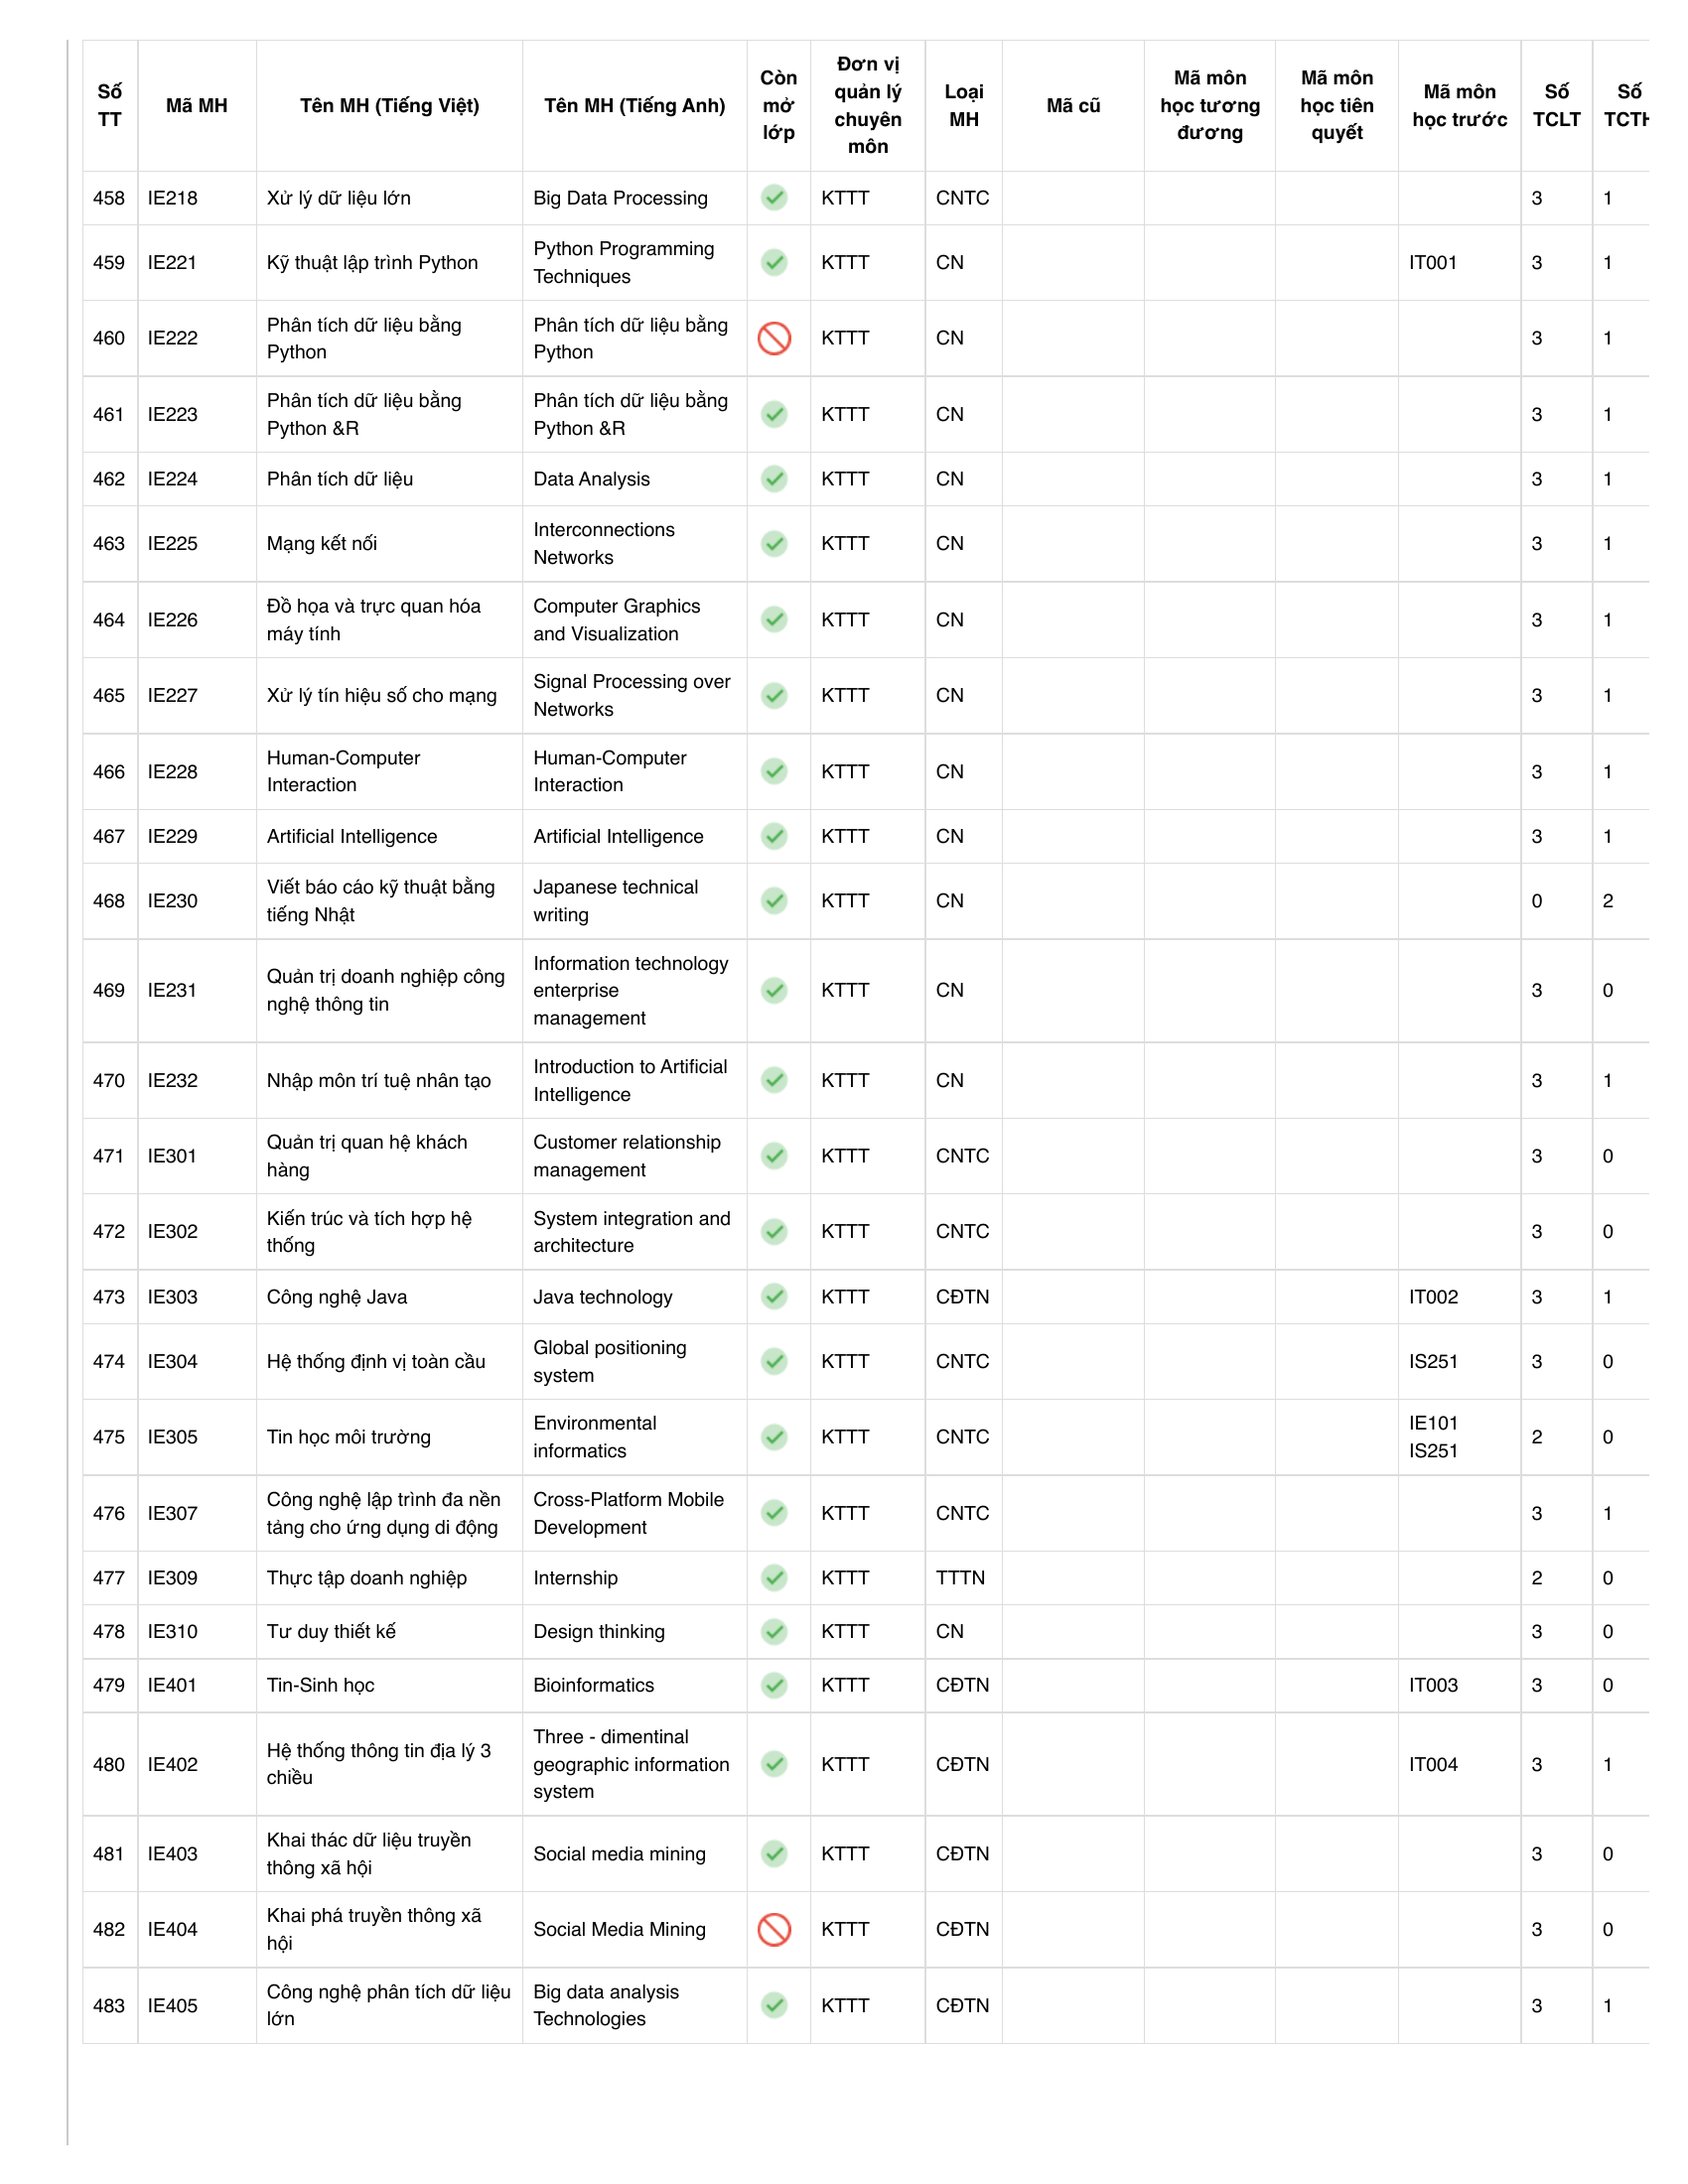 Số TT Mã MH Tên MH (Tiếng Việt) Tên MH (Tiếng Anh) Còn mở lớp Đơn vị quản lý chuyên môn Loại MH Mã cũ Mã môn học tương đương Mã môn học tiên quyết Mã môn học trước Số TCLT Số TCTH
458 IE218 Xử lý dữ liệu lớn Big Data Processing KTTT CNTC 3 1
459 IE221 Kỹ thuật lập trình Python Python Programming Techniques KTTT CN IT001 3 1
460 IE222 Phân tích dữ liệu bằng Python Phân tích dữ liệu bằng Python KTTT CN 3 1
461 IE223 Phân tích dữ liệu bằng Python &R Phân tích dữ liệu bằng Python &R KTTT CN 3 1
462 IE224 Phân tích dữ liệu Data Analysis KTTT CN 3 1
463 IE225 Mạng kết nối Interconnections Networks KTTT CN 3 1
464 IE226 Đồ họa và trực quan hóa máy tính Computer Graphics and Visualization KTTT CN 3 1
465 IE227 Xử lý tín hiệu số cho mạng Signal Processing over Networks KTTT CN 3 1
466 IE228 Human-Computer Interaction Human-Computer Interaction KTTT CN 3 1
467 IE229 Artificial Intelligence Artificial Intelligence KTTT CN 3 1
468 IE230 Viết báo cáo kỹ thuật bằng tiếng Nhật Japanese technical writing KTTT CN 0 2
469 IE231 Quản trị doanh nghiệp công nghệ thông tin Information technology enterprise management KTTT CN 3 0
470 IE232 Nhập môn trí tuệ nhân tạo Introduction to Artificial Intelligence KTTT CN 3 1
471 IE301 Quản trị quan hệ khách hàng Customer relationship management KTTT CNTC 3 0
472 IE302 Kiến trúc và tích hợp hệ thống System integration and architecture KTTT CNTC 3 0
473 IE303 Công nghệ Java Java technology KTTT CĐTN IT002 3 1
474 IE304 Hệ thống định vị toàn cầu Global positioning system KTTT CNTC IS251 3 0
475 IE305 Tin học môi trường Environmental informatics KTTT CNTC IE101 IS251 2 0
476 IE307 Công nghệ lập trình đa nền tảng cho ứng dụng di động Cross-Platform Mobile Development KTTT CNTC 3 1
477 IE309 Thực tập doanh nghiệp Internship KTTT TTTN 2 0
478 IE310 Tư duy thiết kế Design thinking KTTT CN 3 0
479 IE401 Tin-Sinh học Bioinformatics KTTT CĐTN IT003 3 0
480 IE402 Hệ thống thông tin địa lý 3 chiều Three - dimentinal geographic information system KTTT CĐTN IT004 3 1
481 IE403 Khai thác dữ liệu truyền thông xã hội Social media mining KTTT CĐTN 3 0
482 IE404 Khai phá truyền thông xã hội Social Media Mining KTTT CĐTN 3 0
483 IE405 Công nghệ phân tích dữ liệu lớn Big data analysis Technologies KTTT CĐTN 3 1